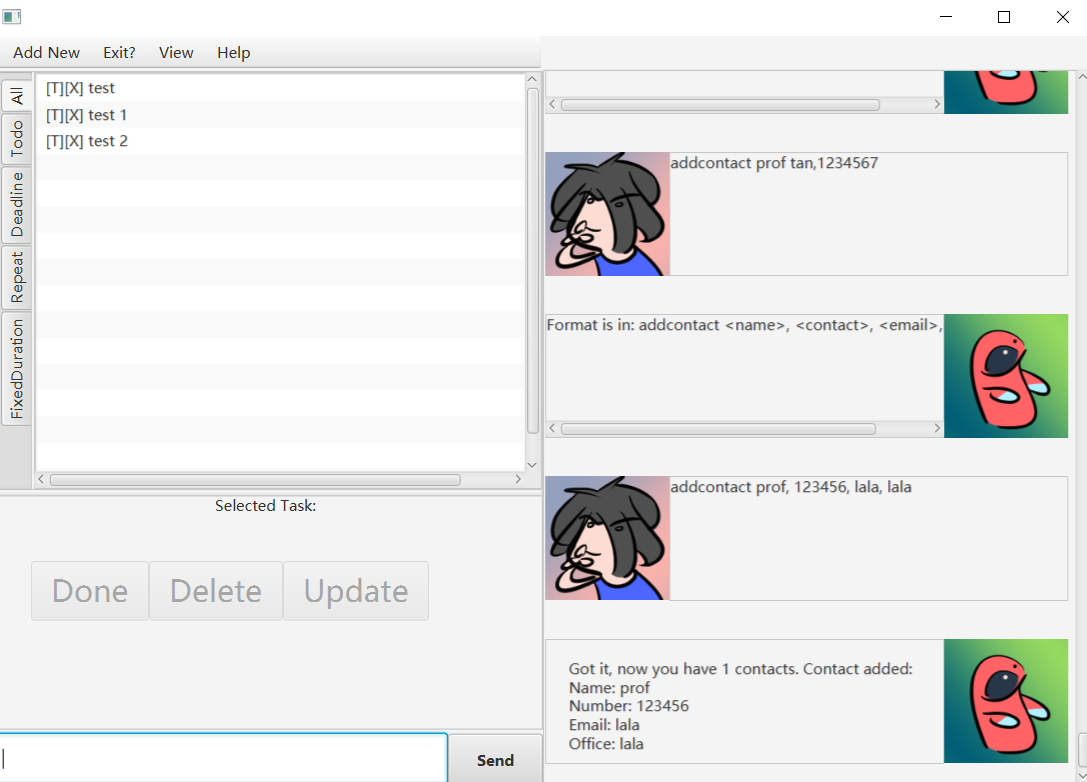 Add New Exit? View Help
All
Todo
Deadline
Repeat
FixedDuration
[T][X] test
[T][X] test 1
[T][X] test 2
Selected Task:
Done Delete Update
Send
addcontact prof tan,1234567
Format is in: addcontact <name>, <contact>, <email>,
addcontact prof, 123456, lala, lala
Got it, now you have 1 contacts. Contact added:
Name: prof
Number: 123456
Email: lala
Office: lala